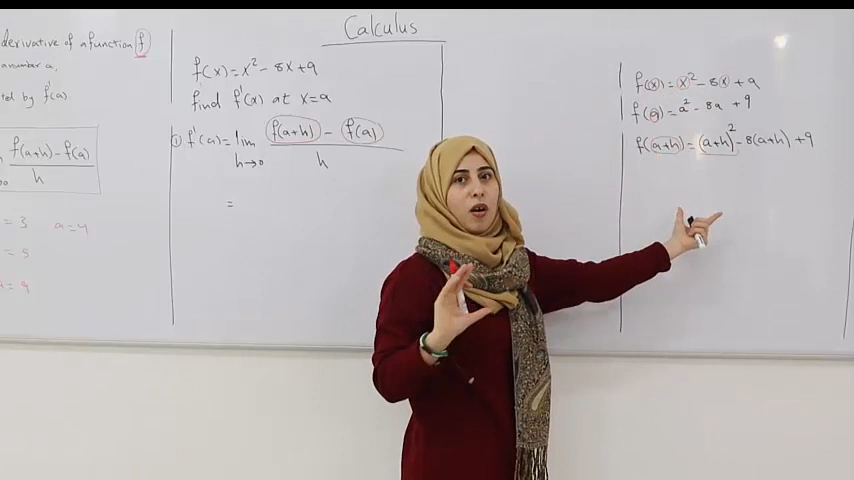 Calculus
derivative of a function f
a number a,
ted by f'(a)
f(a+h) - f(a)
h
= 3 a=4
= 5
= 9
f(x) = x² - 8x + 9
find f'(x) at x = a
① f'(a) = lim f(a+h) - f(a)
h→0 h
=
f(x) = x² - 8x + 9
f(a) = a² - 8a + 9
f(a+h) = (a+h)² - 8(a+h) + 9